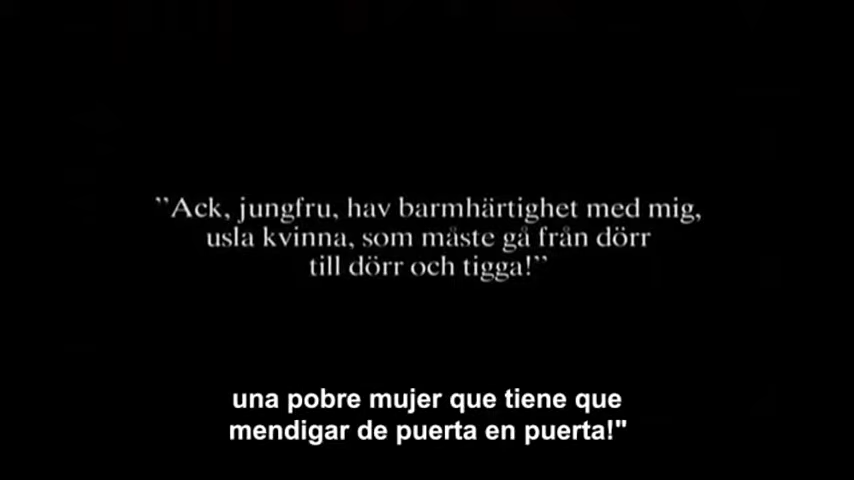 ”Ack, jungfru, hav barmhärtighet med mig,
usla kvinna, som måste gå från dörr
till dörr och tigga!”
una pobre mujer que tiene que
mendigar de puerta en puerta!"